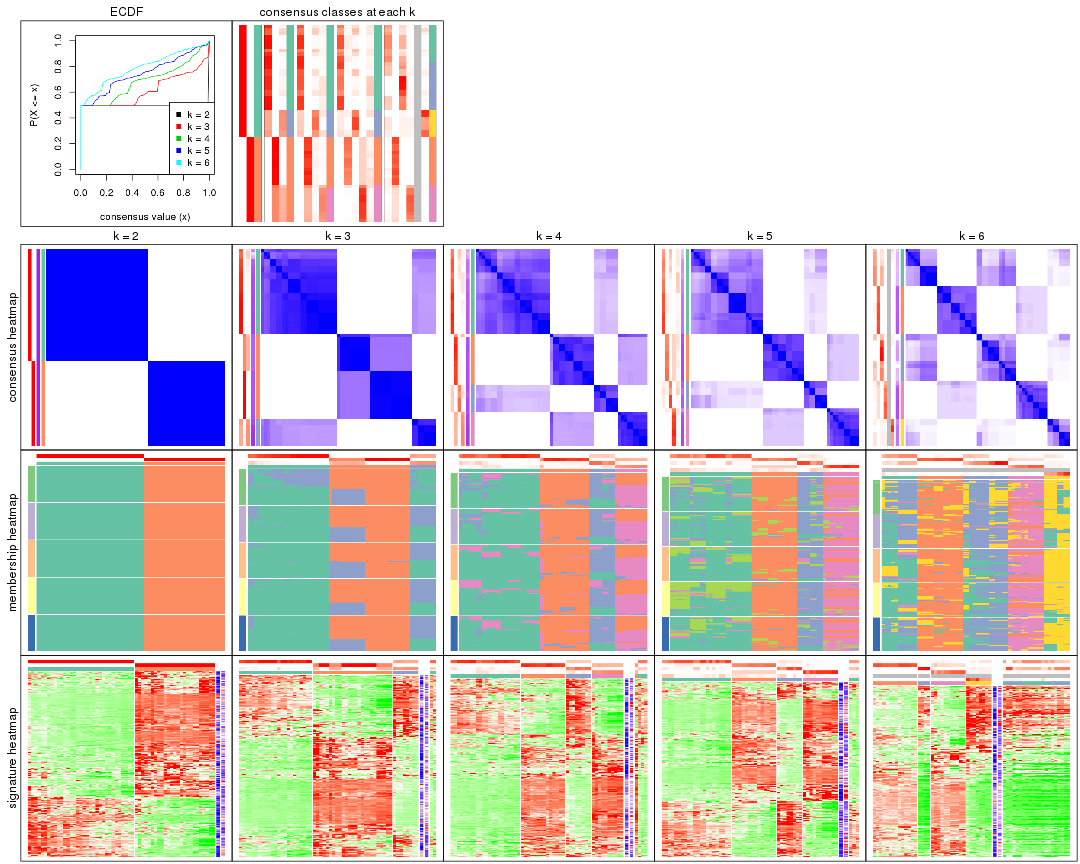 ECDF
consensus classes at each k
P(X <= x)
1.0
0.8
0.6
0.4
0.2
0.0
k = 2
k = 3
k = 4
k = 5
k = 6
0.0 0.2 0.4 0.6 0.8 1.0
consensus value (x)
k = 2
k = 3
k = 4
k = 5
k = 6
consensus heatmap
membership heatmap
signature heatmap